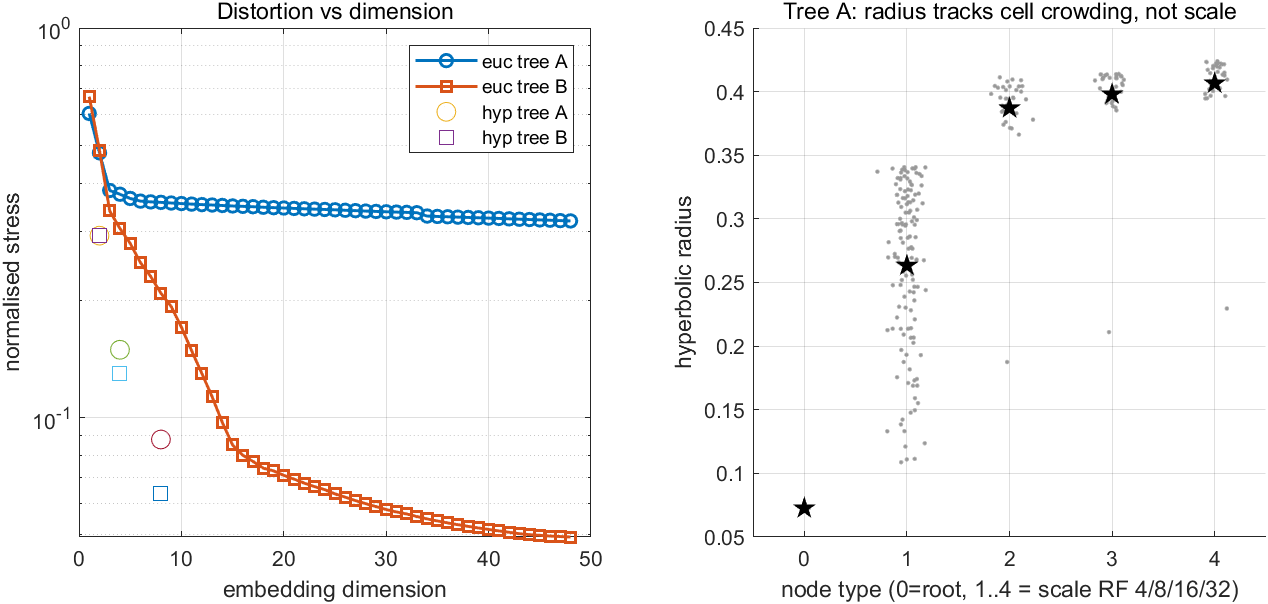 Distortion vs dimension
10^0
10^-1
normalised stress
euc tree A
euc tree B
hyp tree A
hyp tree B
0 10 20 30 40 50
embedding dimension
Tree A: radius tracks cell crowding, not scale
0.45
0.4
0.35
0.3
0.25
0.2
0.15
0.1
0.05
hyperbolic radius
0 1 2 3 4
node type (0=root, 1..4 = scale RF 4/8/16/32)